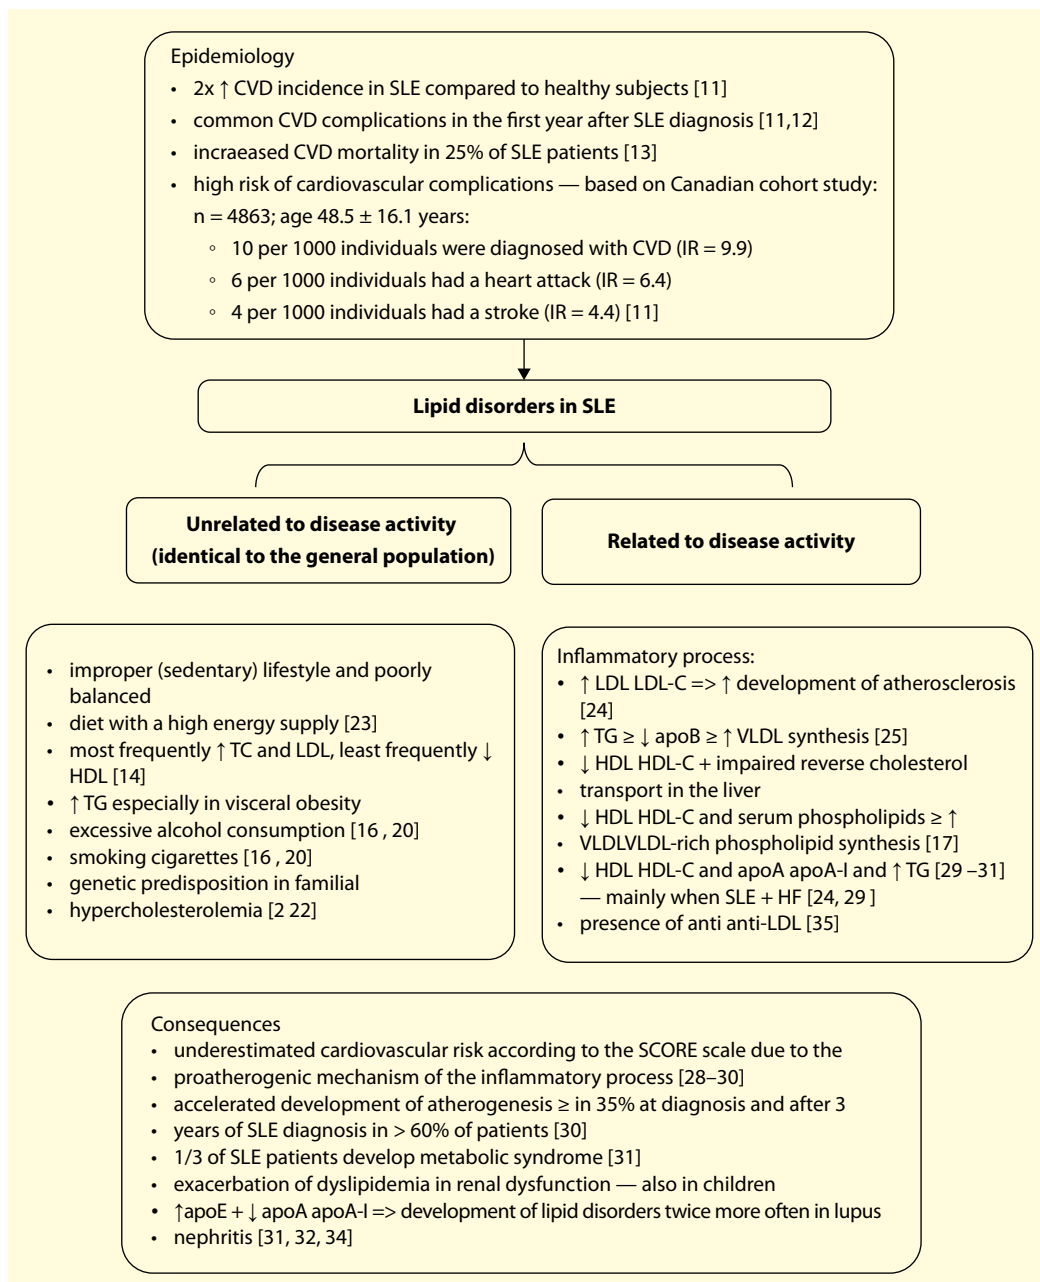 Epidemiology
• 2x ↑ CVD incidence in SLE compared to healthy subjects [11]
• common CVD complications in the first year after SLE diagnosis [11,12]
• incraeased CVD mortality in 25% of SLE patients [13]
• high risk of cardiovascular complications — based on Canadian cohort study:
n = 4863; age 48.5 ± 16.1 years:
◦ 10 per 1000 individuals were diagnosed with CVD (IR = 9.9)
◦ 6 per 1000 individuals had a heart attack (IR = 6.4)
◦ 4 per 1000 individuals had a stroke (IR = 4.4) [11]
Lipid disorders in SLE
Unrelated to disease activity
(identical to the general population)
Related to disease activity
• improper (sedentary) lifestyle and poorly
balanced
• diet with a high energy supply [23]
• most frequently ↑ TC and LDL, least frequently ↓
HDL [14]
• ↑ TG especially in visceral obesity
• excessive alcohol consumption [16 , 20]
• smoking cigarettes [16 , 20]
• genetic predisposition in familial
• hypercholesterolemia [2 22]
Inflammatory process:
• ↑ LDL LDL-C => ↑ development of atherosclerosis
[24]
• ↑ TG ≥ ↓ apoB ≥ ↑ VLDL synthesis [25]
• ↓ HDL HDL-C + impaired reverse cholesterol
• transport in the liver
• ↓ HDL HDL-C and serum phospholipids ≥ ↑
• VLDLVLDL-rich phospholipid synthesis [17]
• ↓ HDL HDL-C and apoA apoA-I and ↑ TG [29 –31]
— mainly when SLE + HF [24, 29 ]
• presence of anti anti-LDL [35]
Consequences
• underestimated cardiovascular risk according to the SCORE scale due to the
• proatherogenic mechanism of the inflammatory process [28–30]
• accelerated development of atherogenesis ≥ in 35% at diagnosis and after 3
• years of SLE diagnosis in > 60% of patients [30]
• 1/3 of SLE patients develop metabolic syndrome [31]
• exacerbation of dyslipidemia in renal dysfunction — also in children
• ↑apoE + ↓ apoA apoA-I => development of lipid disorders twice more often in lupus
• nephritis [31, 32, 34]